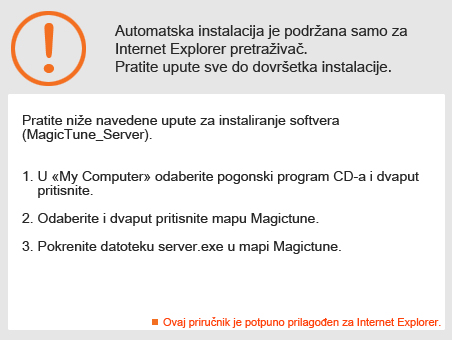 Automatska instalacija je podržana samo za
Internet Explorer pretraživač.
Pratite upute sve do dovršetka instalacije.
Pratite niže navedene upute za instaliranje softvera
(MagicTune_Server).
1. U «My Computer» odaberite pogonski program CD-a i dvaput
pritisnite.
2. Odaberite i dvaput pritisnite mapu Magictune.
3. Pokrenite datoteku server.exe u mapi Magictune.
Ovaj priručnik je potpuno prilagođen za Internet Explorer.